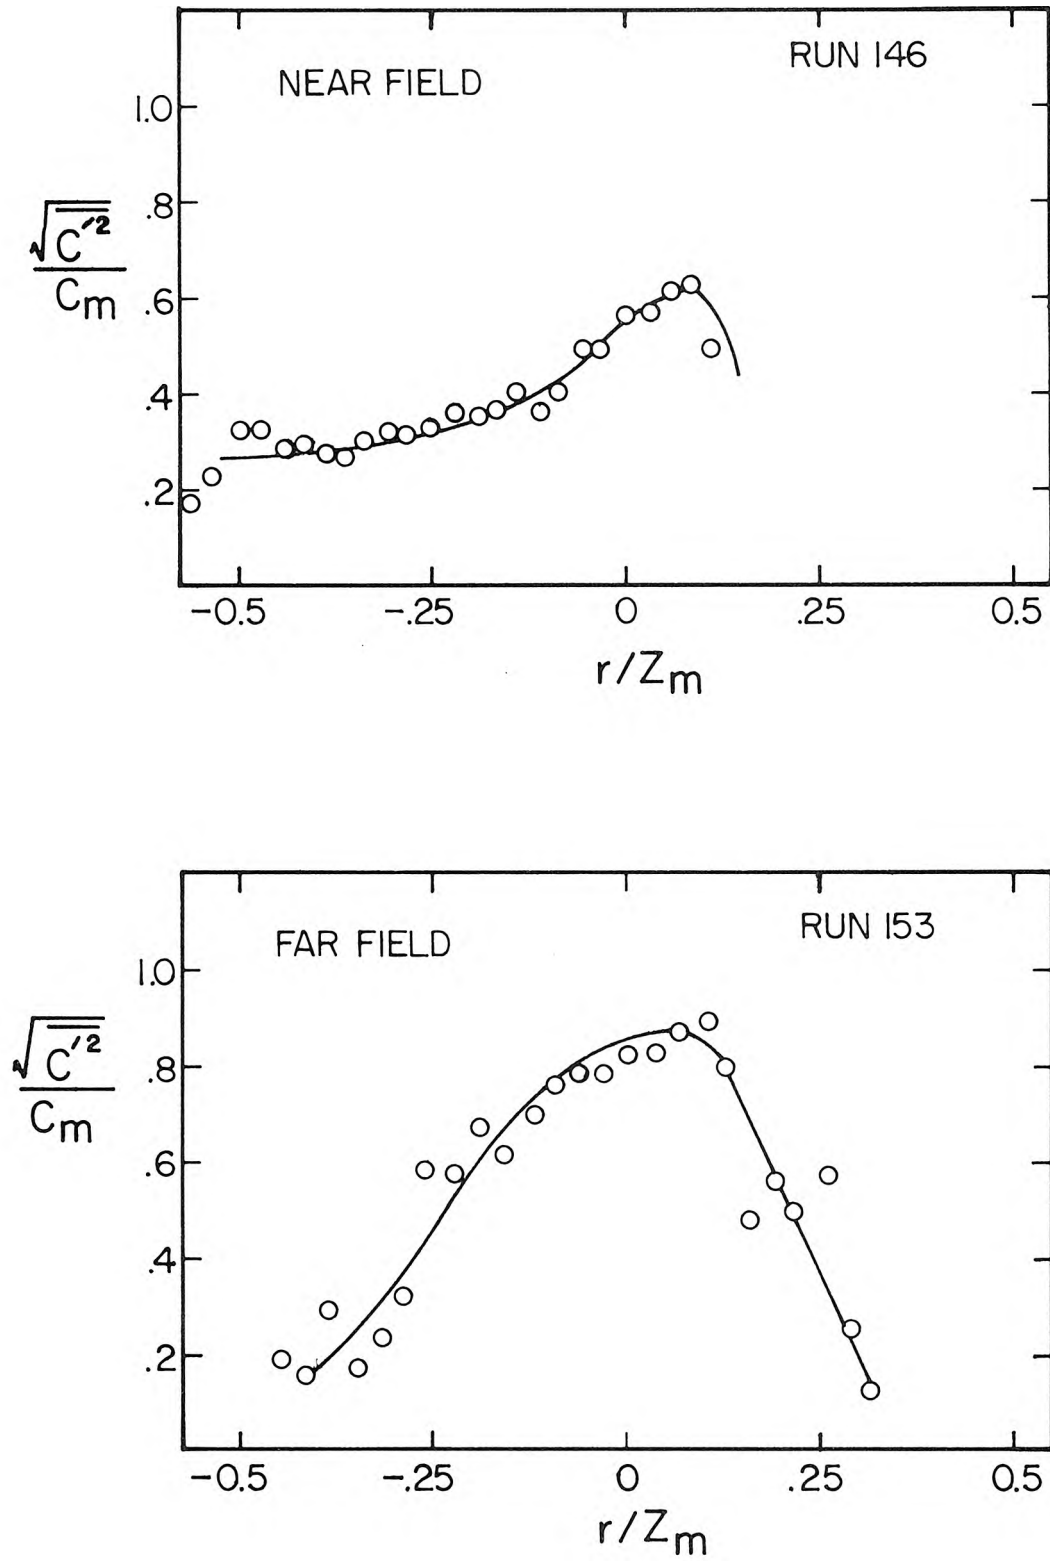 NEAR FIELD
RUN 146
1.0
.8
√C′²
Cm
.6
.4
.2
−0.5 −.25 0 .25 0.5
r/Zm
FAR FIELD
RUN 153
1.0
√C′²
Cm
.8
.6
.4
.2
−0.5 −.25 0 .25 0.5
r/Zm